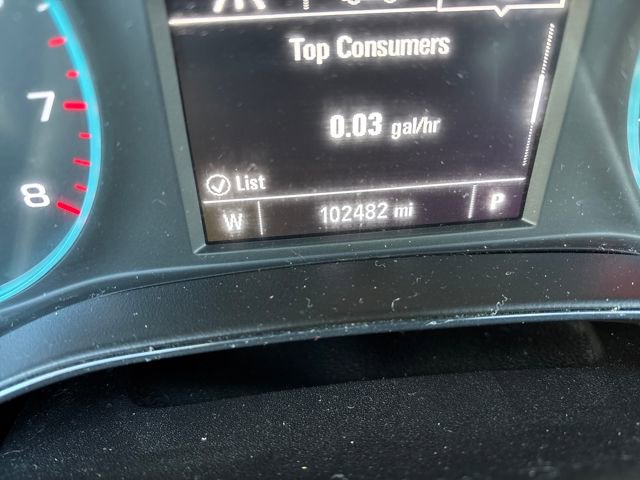 Top Consumers
7
0.03 gal/hr
8
List
W 102482 mi P